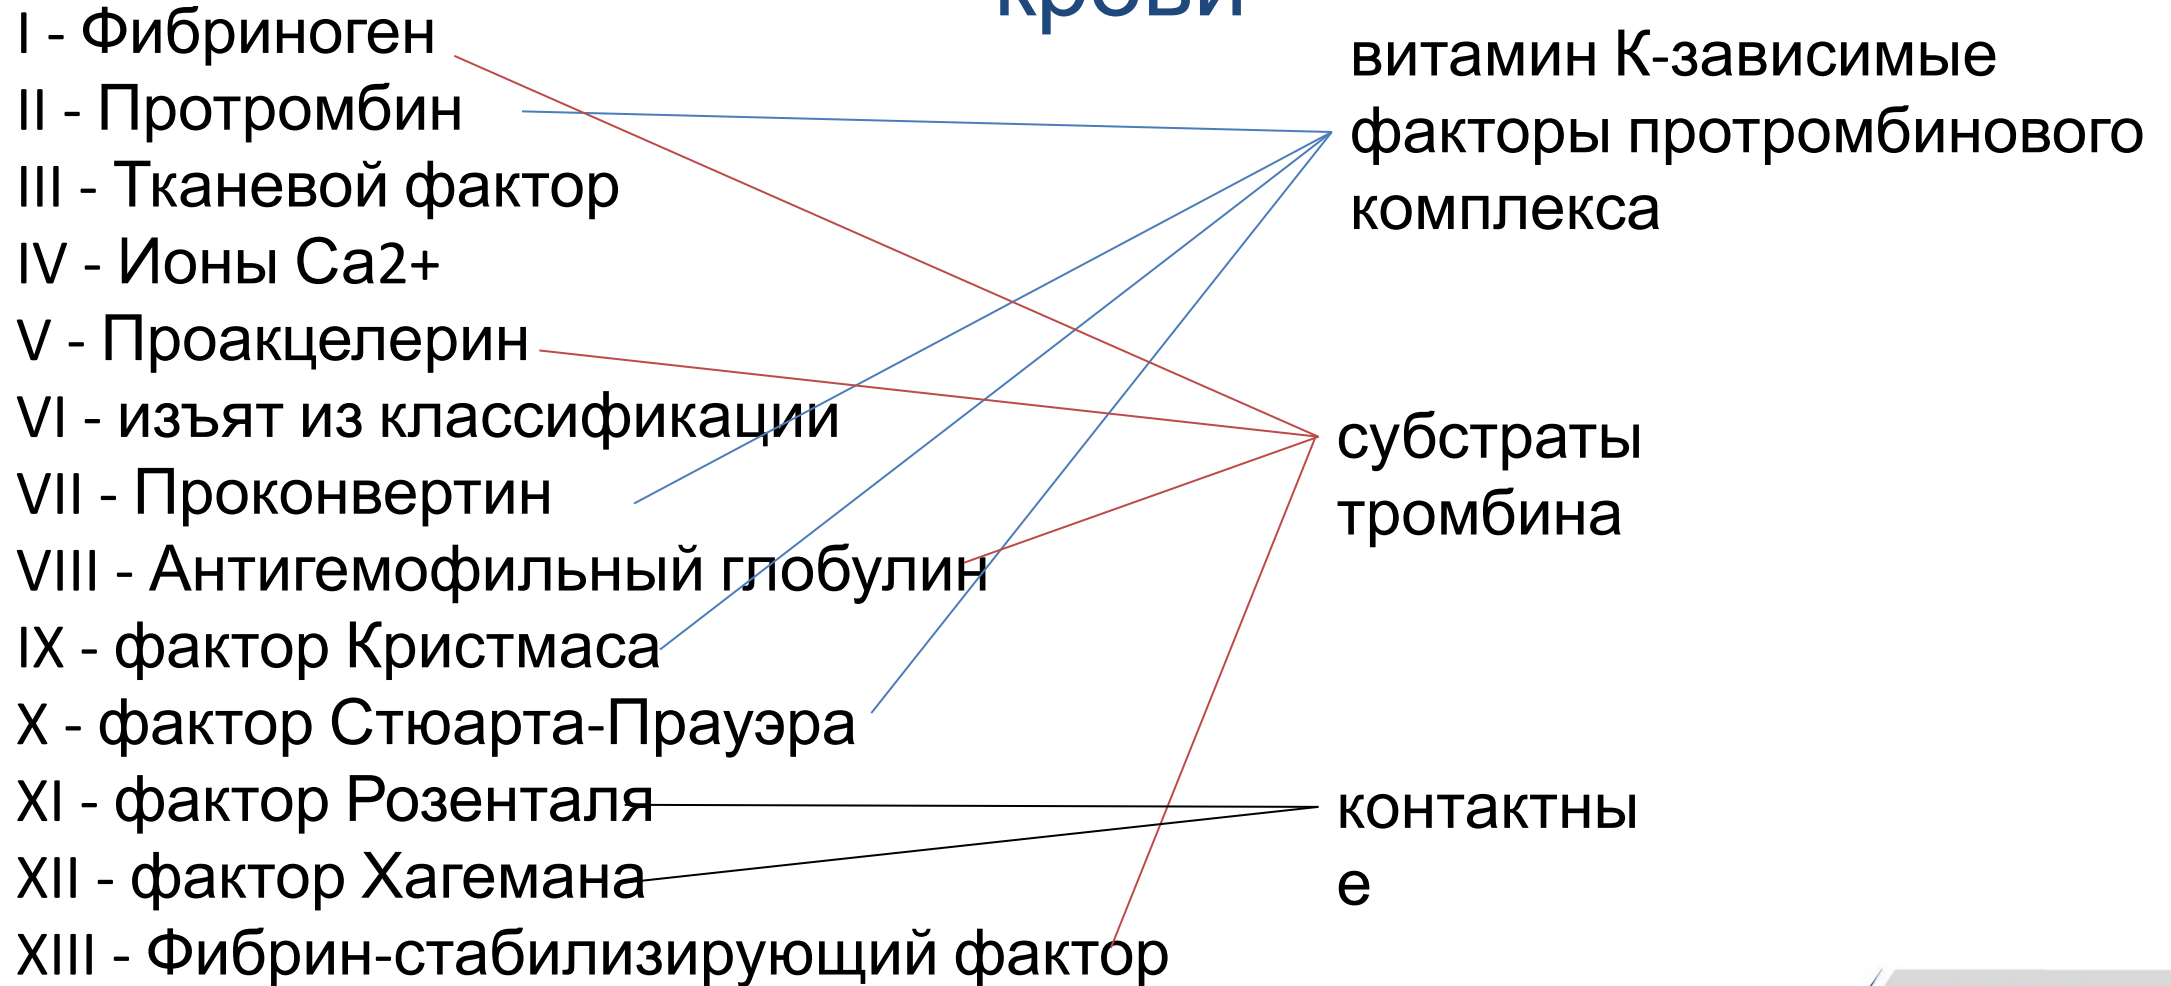 крови
I - Фибриноген
II - Протромбин
III - Тканевой фактор
IV - Ионы Са2+
V - Проакцелерин
VI - изъят из классификации
VII - Проконвертин
VIII - Антигемофильный глобулин
IX - фактор Кристмаса
X - фактор Стюарта-Прауэра
XI - фактор Розенталя
XII - фактор Хагемана
XIII - Фибрин-стабилизирующий фактор
витамин К-зависимые
факторы протромбинового
комплекса
субстраты
тромбина
контактны
е